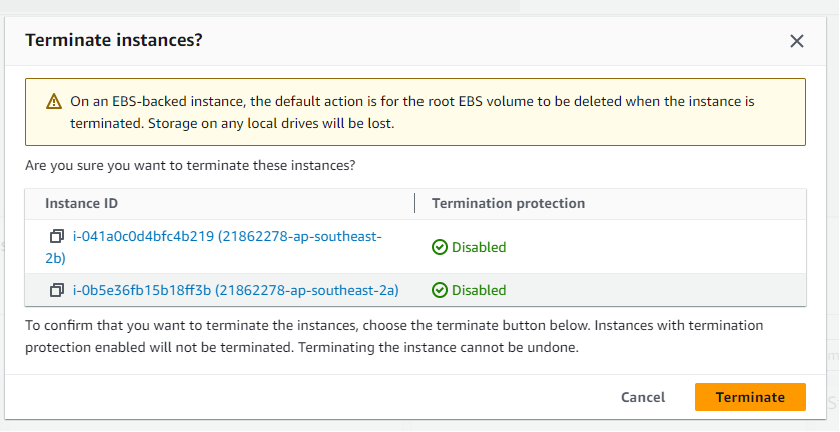 Terminate instances?
On an EBS-backed instance, the default action is for the root EBS volume to be deleted when the instance is
terminated. Storage on any local drives will be lost.
Are you sure you want to terminate these instances?
Instance ID
Termination protection
i-041a0c0d4bfc4b219 (21862278-ap-southeast-
2b)
Disabled
i-0b5e36fb15b18ff3b (21862278-ap-southeast-2a)
Disabled
To confirm that you want to terminate the instances, choose the terminate button below. Instances with termination
protection enabled will not be terminated. Terminating the instance cannot be undone.
Cancel
Terminate